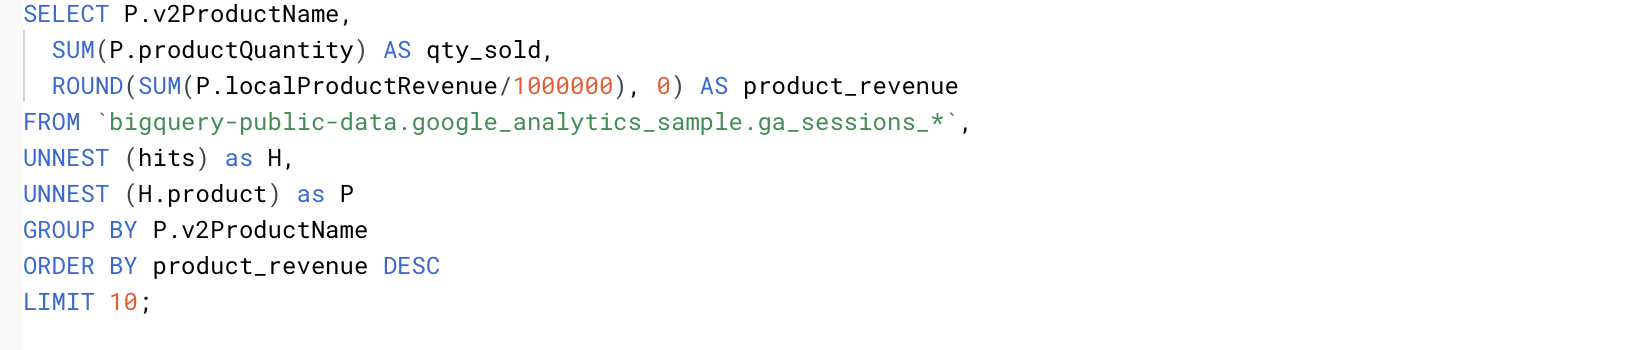 SELECT P.v2ProductName,
  SUM(P.productQuantity) AS qty_sold,
  ROUND(SUM(P.localProductRevenue/1000000), 0) AS product_revenue
FROM `bigquery-public-data.google_analytics_sample.ga_sessions_*`,
UNNEST (hits) as H,
UNNEST (H.product) as P
GROUP BY P.v2ProductName
ORDER BY product_revenue DESC
LIMIT 10;